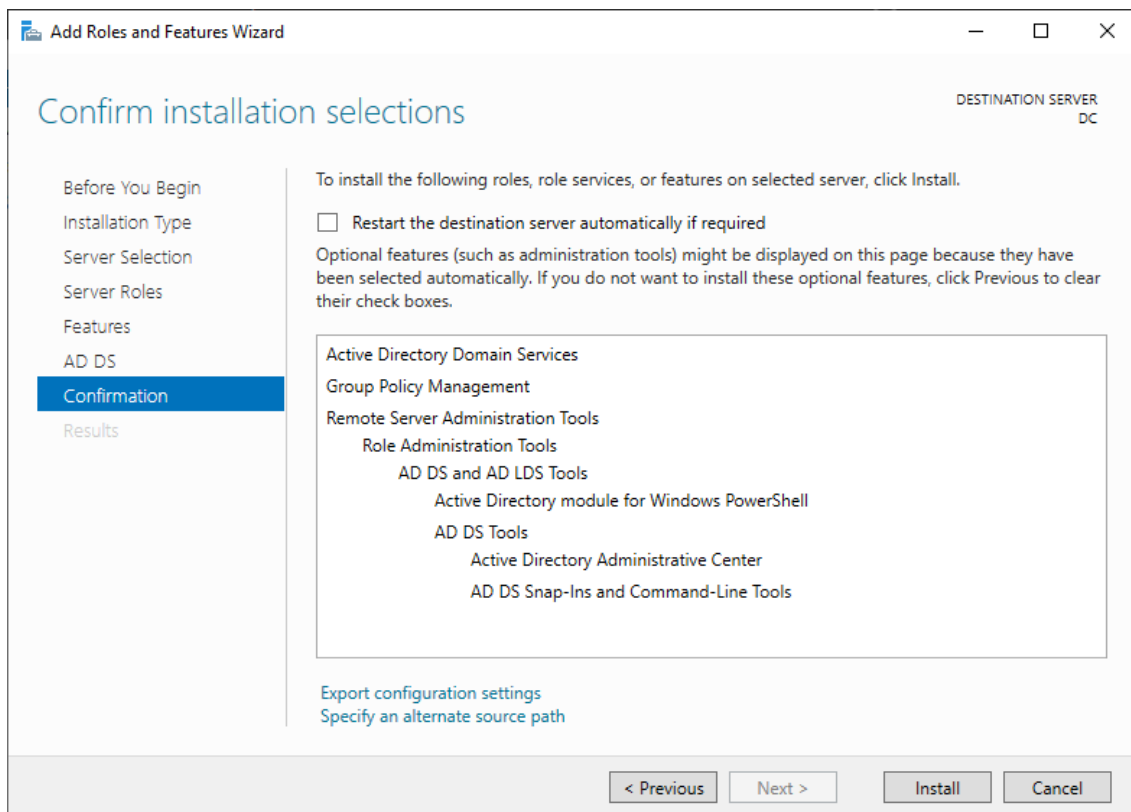 Add Roles and Features Wizard
Confirm installation selections
DESTINATION SERVER
DC
Before You Begin
Installation Type
Server Selection
Server Roles
Features
AD DS
Confirmation
Results
To install the following roles, role services, or features on selected server, click Install.
Restart the destination server automatically if required
Optional features (such as administration tools) might be displayed on this page because they have
been selected automatically. If you do not want to install these optional features, click Previous to clear
their check boxes.
Active Directory Domain Services
Group Policy Management
Remote Server Administration Tools
Role Administration Tools
AD DS and AD LDS Tools
Active Directory module for Windows PowerShell
AD DS Tools
Active Directory Administrative Center
AD DS Snap-Ins and Command-Line Tools
Export configuration settings
Specify an alternate source path
< Previous
Next >
Install
Cancel